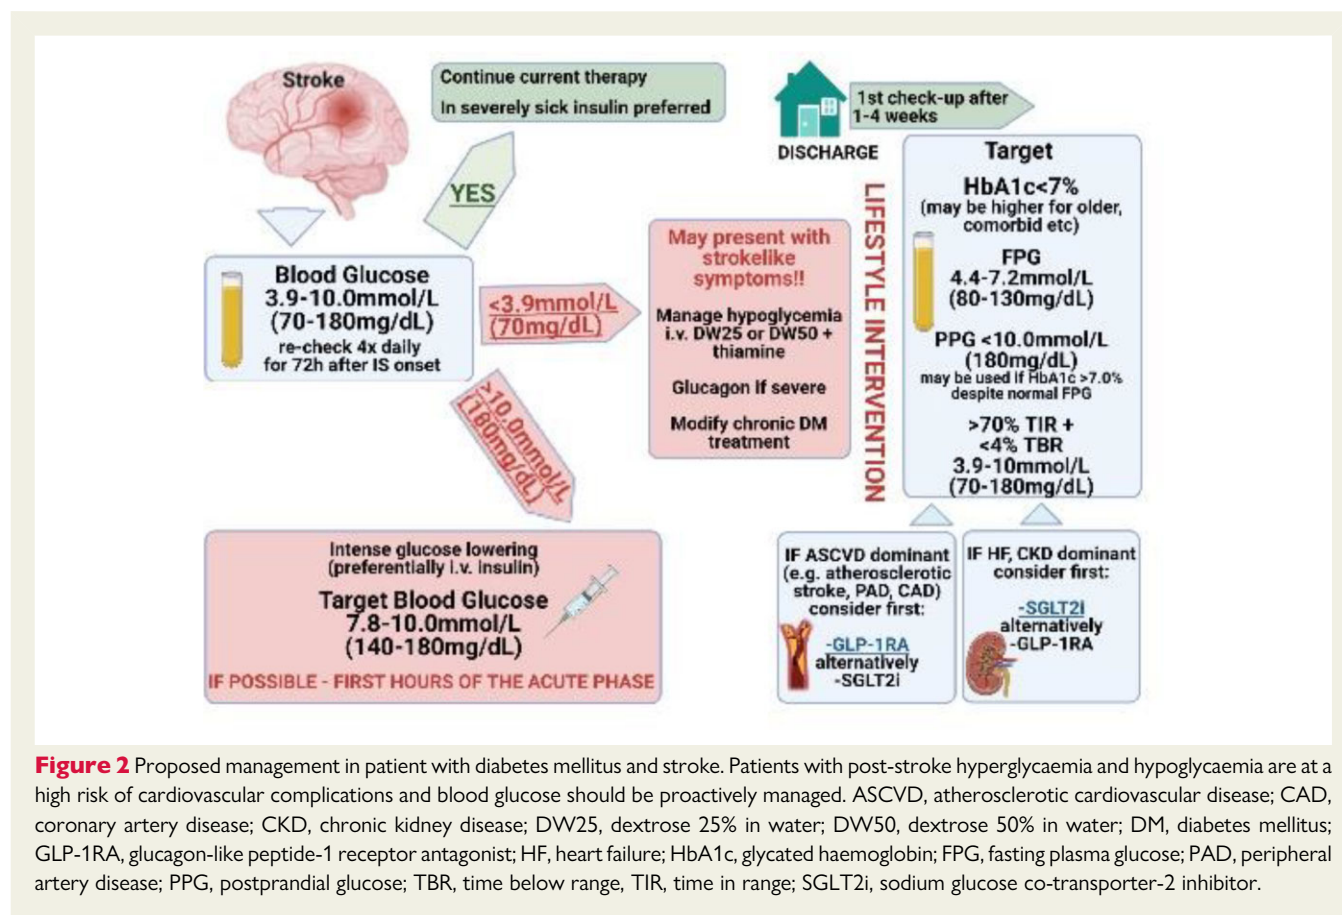 Stroke
Continue current therapy
In severely sick insulin preferred
YES
Blood Glucose
3.9-10.0mmol/L
(70-180mg/dL)
re-check 4x daily
for 72h after IS onset
<3.9mmol/L
(70mg/dL)
>10.0mmol/L
(180mg/dL)
May present with
strokelike
symptoms!!
Manage hypoglycemia
i.v. DW25 or DW50 +
thiamine
Glucagon if severe
Modify chronic DM
treatment
Intense glucose lowering
(preferentially i.v. insulin)
Target Blood Glucose
7.8-10.0mmol/L
(140-180mg/dL)
IF POSSIBLE - FIRST HOURS OF THE ACUTE PHASE
DISCHARGE
1st check-up after
1-4 weeks
LIFESTYLE INTERVENTION
Target
HbA1c<7%
(may be higher for older,
comorbid etc)
FPG
4.4-7.2mmol/L
(80-130mg/dL)
PPG <10.0mmol/L
(180mg/dL)
may be used if HbA1c >7.0%
despite normal FPG
>70% TIR +
<4% TBR
3.9-10mmol/L
(70-180mg/dL)
IF ASCVD dominant
(e.g. atherosclerotic
stroke, PAD, CAD)
consider first:
-GLP-1RA
alternatively
-SGLT2i
IF HF, CKD dominant
consider first:
-SGLT2i
alternatively
-GLP-1RA
Figure 2 Proposed management in patient with diabetes mellitus and stroke. Patients with post-stroke hyperglycaemia and hypoglycaemia are at a
high risk of cardiovascular complications and blood glucose should be proactively managed. ASCVD, atherosclerotic cardiovascular disease; CAD,
coronary artery disease; CKD, chronic kidney disease; DW25, dextrose 25% in water; DW50, dextrose 50% in water; DM, diabetes mellitus;
GLP-1RA, glucagon-like peptide-1 receptor antagonist; HF, heart failure; HbA1c, glycated haemoglobin; FPG, fasting plasma glucose; PAD, peripheral
artery disease; PPG, postprandial glucose; TBR, time below range, TIR, time in range; SGLT2i, sodium glucose co-transporter-2 inhibitor.